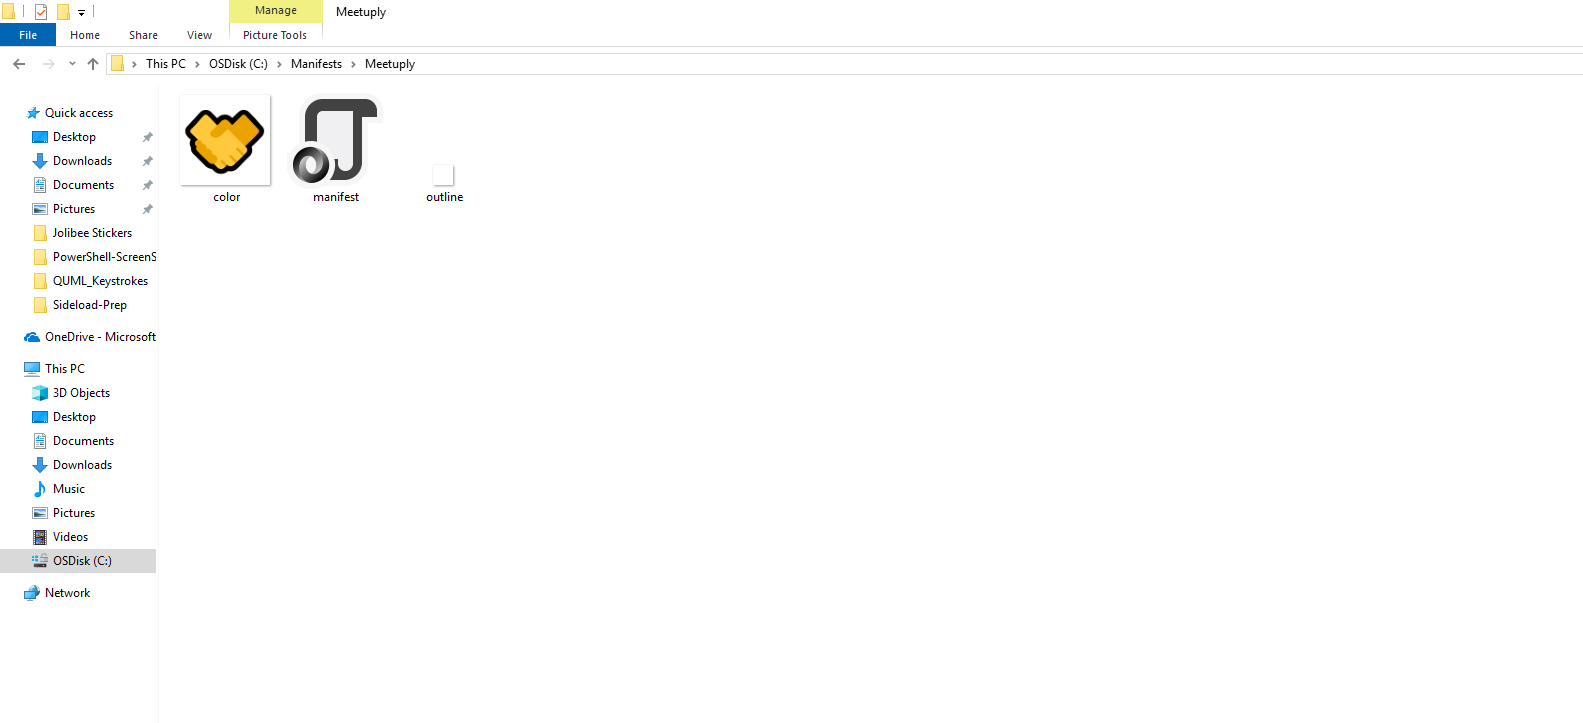 Manage
Meetuply
File
Home
Share
View
Picture Tools
This PC
OSDisk (C:)
Manifests
Meetuply
Quick access
Desktop
Downloads
Documents
Pictures
Jolibee Stickers
PowerShell-ScreenS
QUML_Keystrokes
Sideload-Prep
OneDrive - Microsoft
This PC
3D Objects
Desktop
Documents
Downloads
Music
Pictures
Videos
OSDisk (C:)
Network
color
manifest
outline